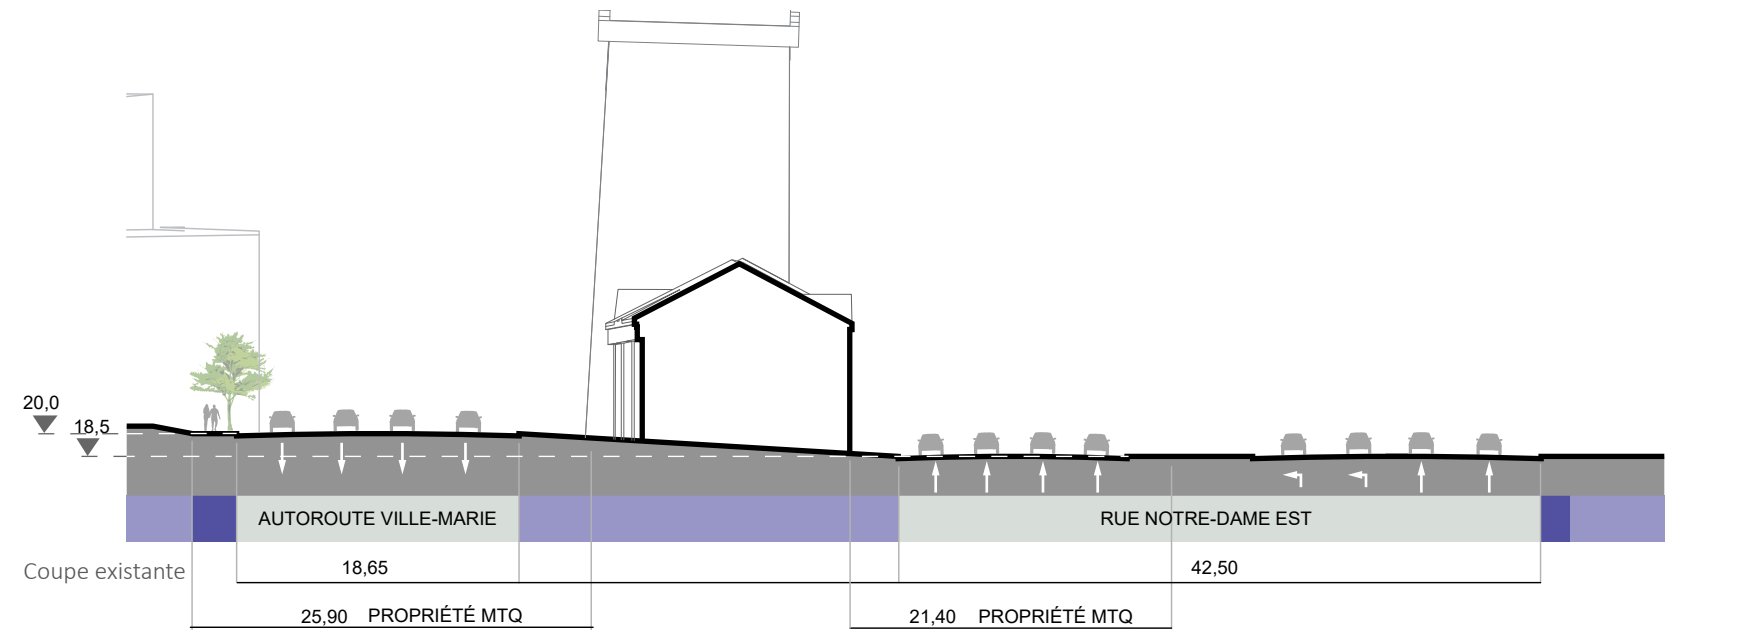 20,0
18,5
AUTOROUTE VILLE-MARIE
RUE NOTRE-DAME EST
Coupe existante
18,65
42,50
25,90 PROPRIÉTÉ MTQ
21,40 PROPRIÉTÉ MTQ